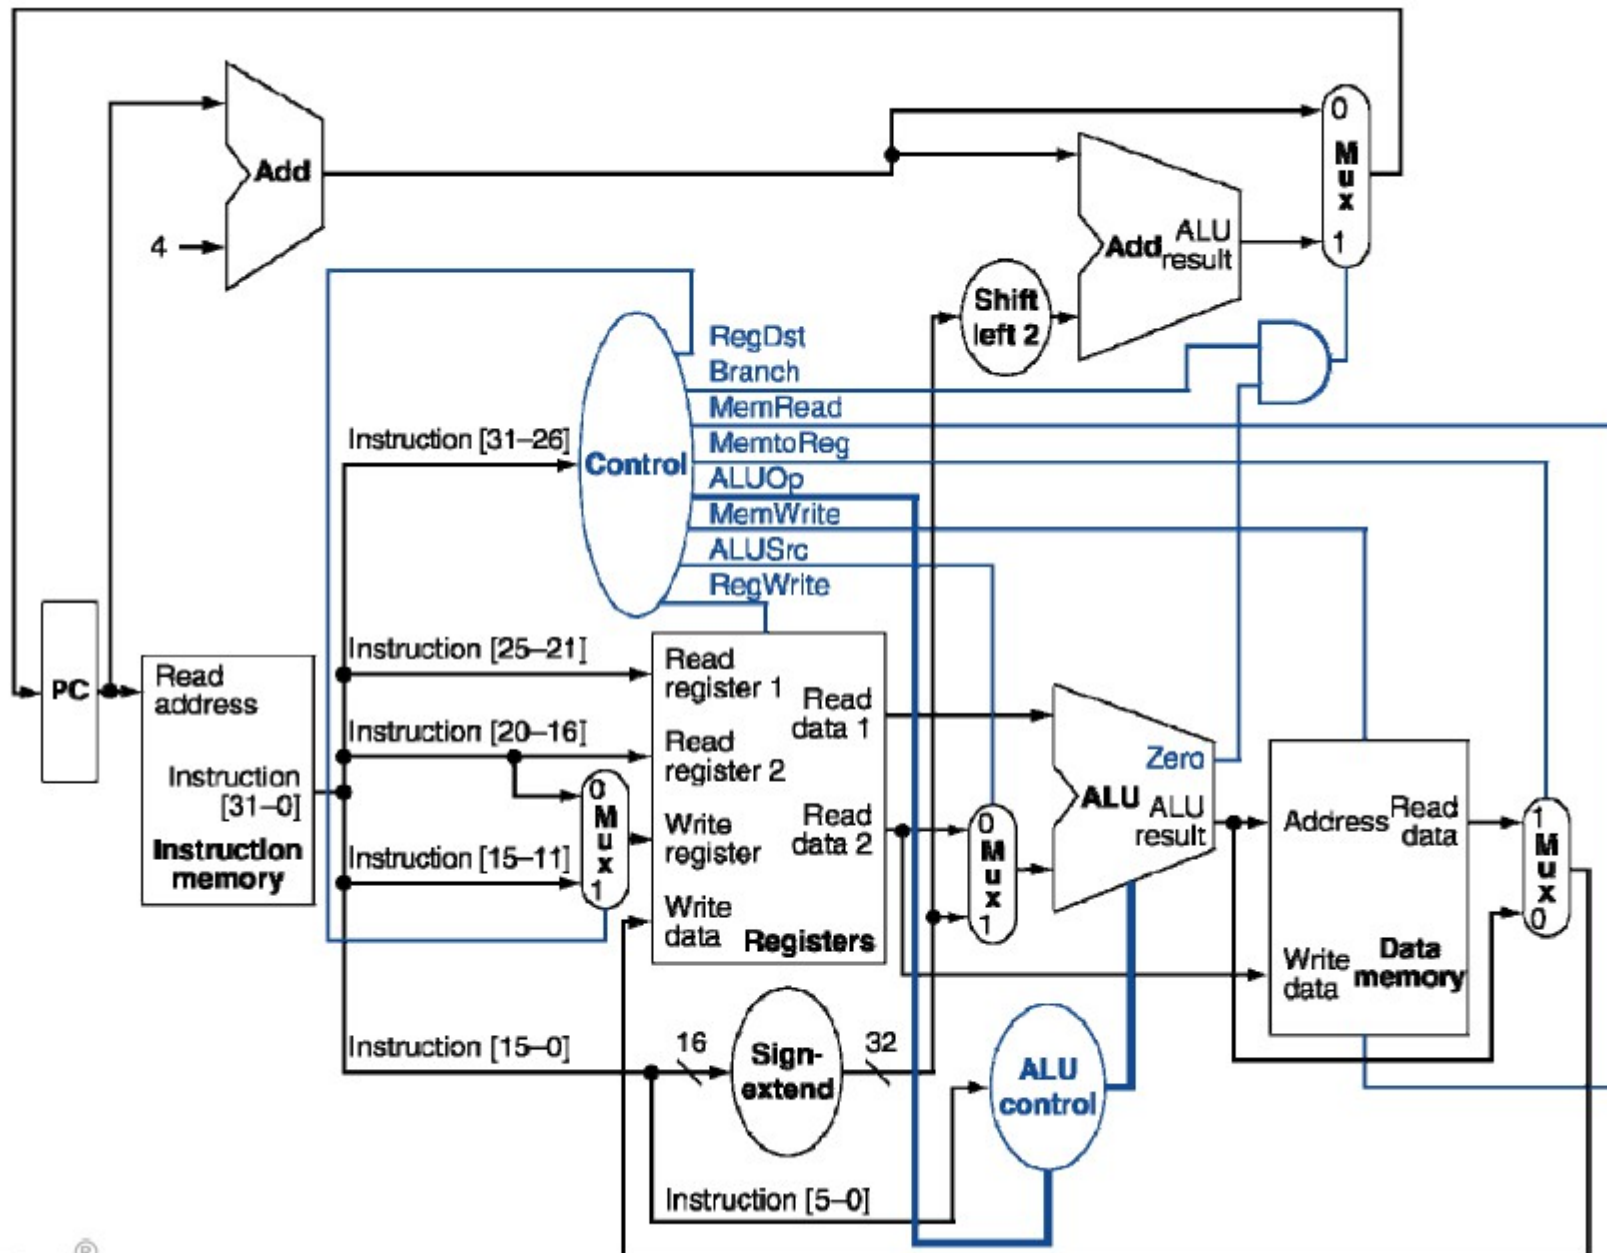 0
Mux
1
Add
4
Add
ALU
result
Shift
left 2
RegDst
Branch
MemRead
MemtoReg
ALUOp
MemWrite
ALUSrc
RegWrite
Instruction [31–26]
Control
PC
Read
address
Instruction
[31–0]
Instruction
memory
Instruction [25–21]
Instruction [20–16]
Instruction [15–11]
0
Mux
1
Read
register 1
Read
register 2
Write
register
Write
data
Read
data 1
Read
data 2
Registers
0
Mux
1
Zero
ALU
ALU
result
Address
Read
data
Write
data
Data
memory
1
Mux
0
Instruction [15–0]
16
Sign-
extend
32
ALU
control
Instruction [5–0]
®